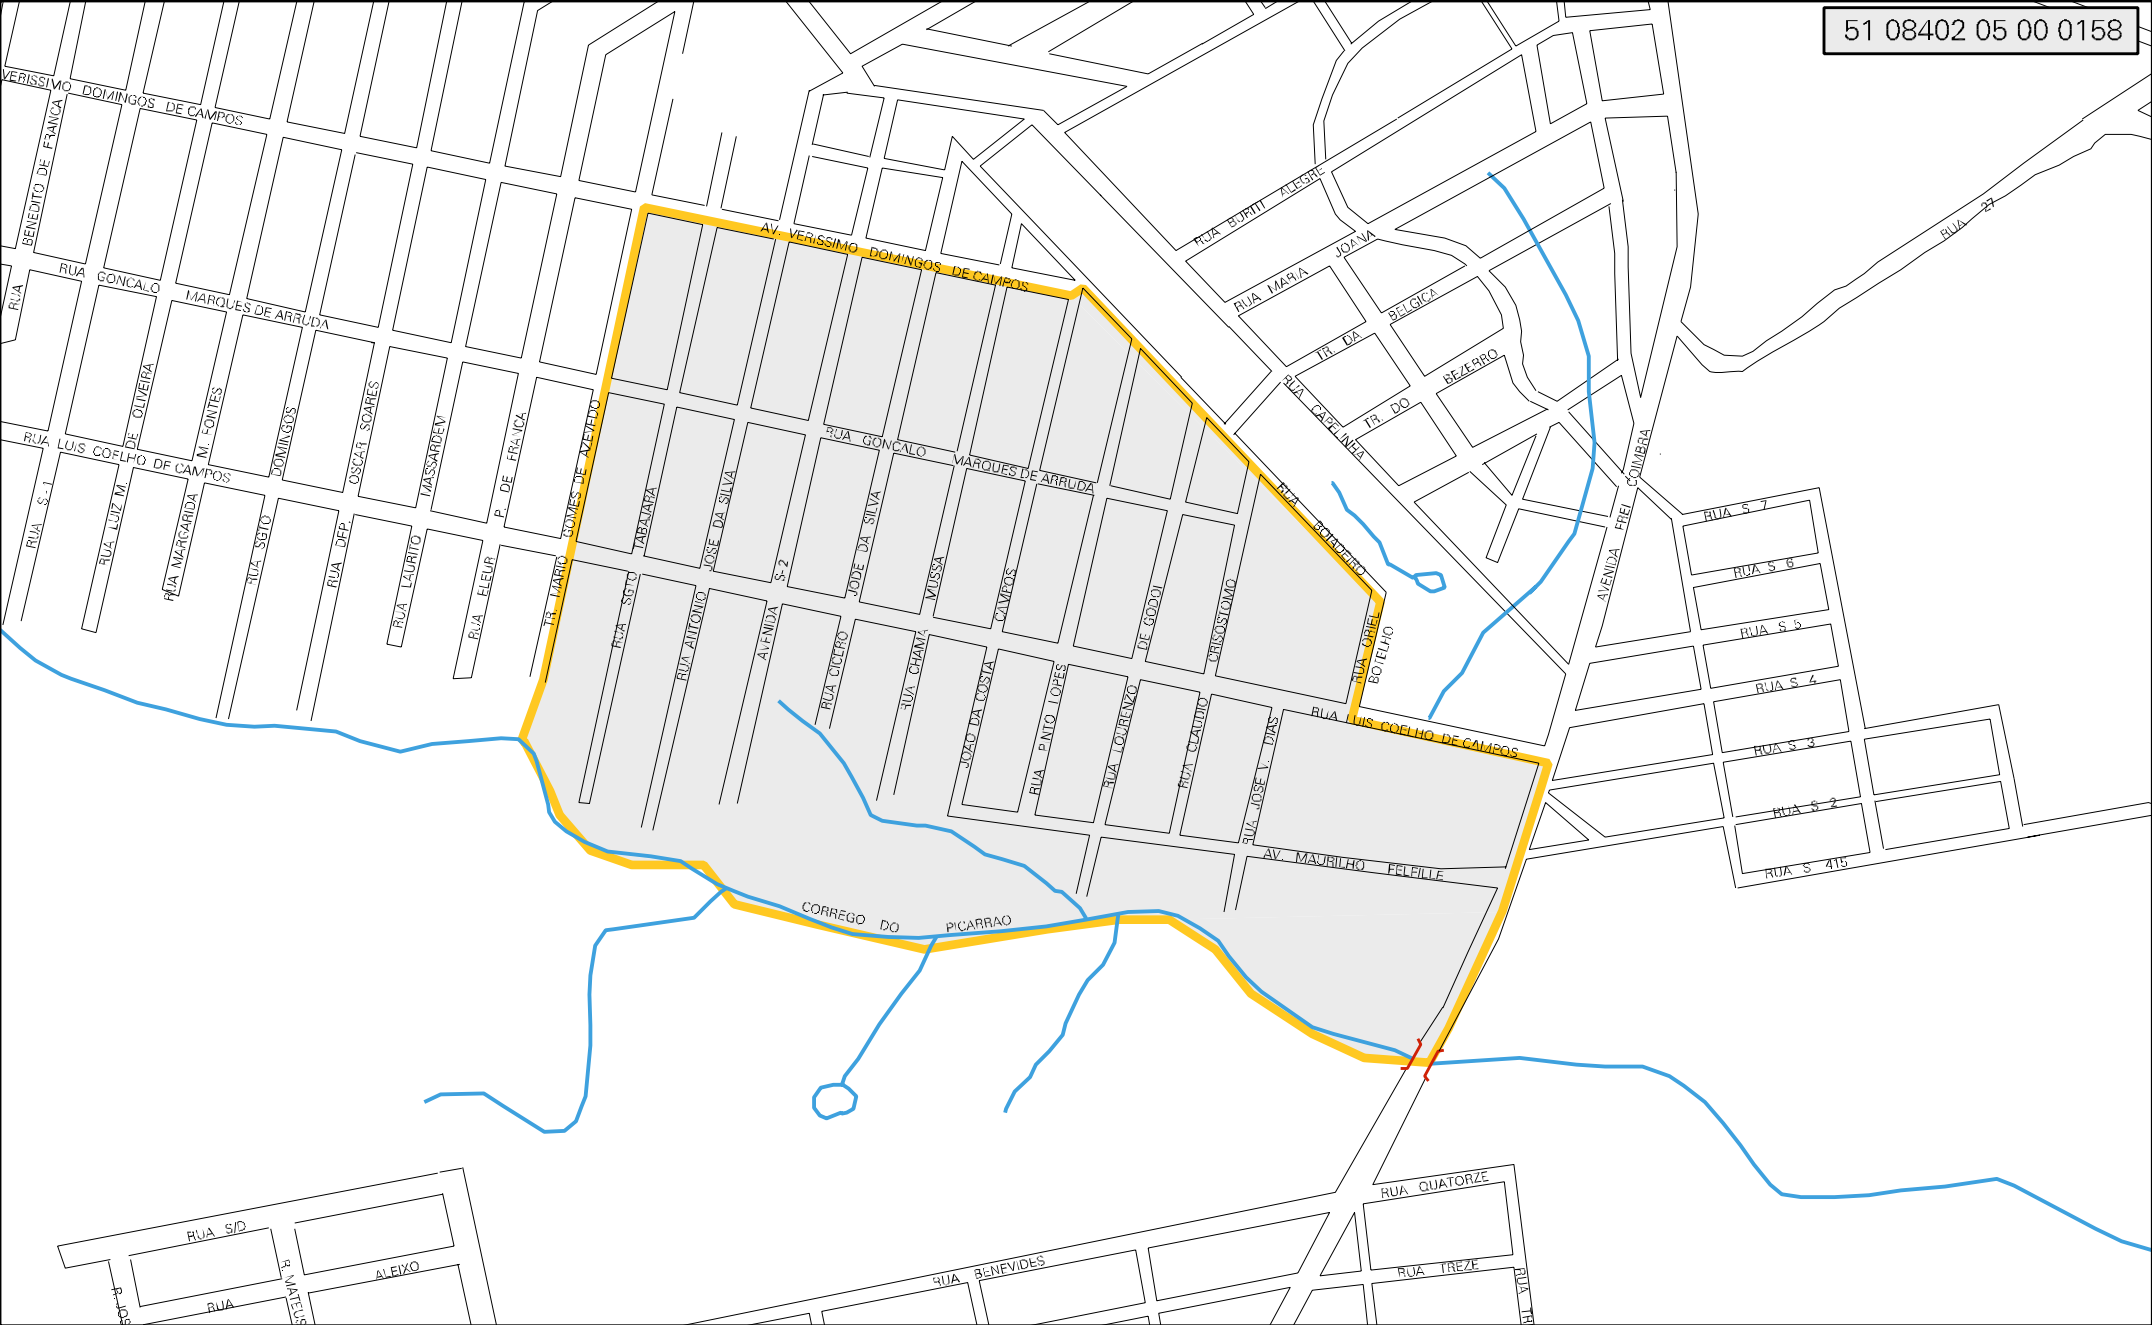 51 08402 05 00 0158
VERISSIMO DOMINGOS DE CAMPOS
BENEDITO DE FRANCA
RUA
RUA GONCALO MARQUES DE ARRUDA
RUA LUIS COELHO DE CAMPOS
RUA S-1
RUA LUIZ M. DE OLIVEIRA
RUA MARGARIDA M. FONTES
RUA SGTO DOMINGOS
RUA DEP. OSCAR SOARES
RUA LAURITO MASSARDEM
RUA ELEUR P. DE FRANCA
TR. MARIO GOMES DE AZEVEDO
AV. VERISSIMO DOMINGOS DE CAMPOS
RUA GONCALO MARQUES DE ARRUDA
RUA SGTO TABAJARA
RUA ANTONIO JOSE DA SILVA
AVENIDA S-2
RUA CICERO JODE DA SILVA
RUA CHAMA MUSSA
JOAO DA COSTA CAMPOS
RUA PINTO LOPES
RUA LOURENZO DE GODOI
RUA CLAUDIO CRISOSTOMO
RUA JOSE V. DIAS
RUA BOIADEIRO
RUA ORIEL BOTELHO
RUA LUIS COELHO DE CAMPOS
AV. MAURILHO FELFILLE
CORREGO DO PICARRAO
RUA BURITI ALEGRE
RUA MARIA JOANA
TR. DA BELGICA
TR. DO BEZERRO
RUA CAPELINHA
AVENIDA FREI COIMBRA
RUA 27
RUA S 7
RUA S 6
RUA S 5
RUA S 4
RUA S 3
RUA S 2
RUA S 415
RUA S/D
R. JOS
R. MATEUS
RUA ALEIXO
RUA BENEVIDES
RUA QUATORZE
RUA TREZE
RUA TR